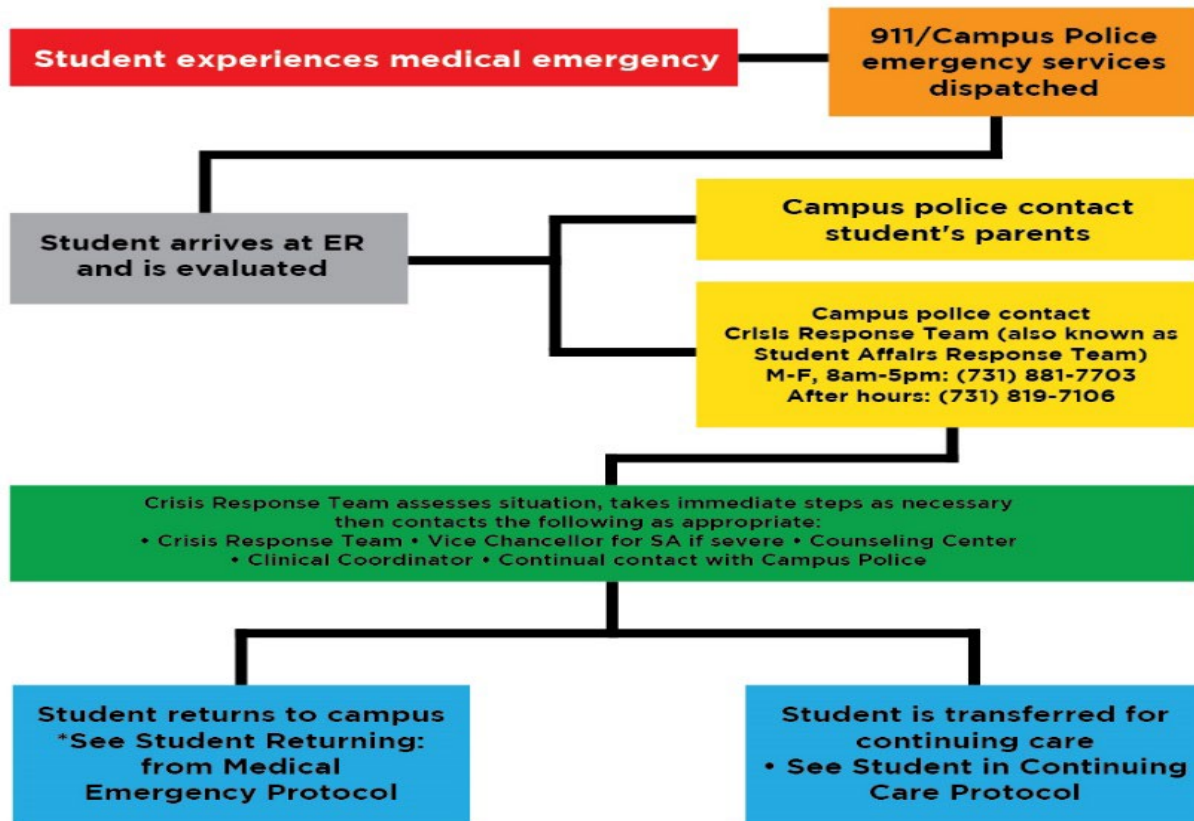 Student experiences medical emergency
911/Campus Police
emergency services
dispatched
Student arrives at ER
and is evaluated
Campus police contact
student's parents
Campus police contact
Crisis Response Team (also known as
Student Affairs Response Team)
M-F, 8am-5pm: (731) 881-7703
After hours: (731) 819-7106
Crisis Response Team assesses situation, takes immediate steps as necessary
then contacts the following as appropriate:
• Crisis Response Team • Vice Chancellor for SA if severe • Counseling Center
• Clinical Coordinator • Continual contact with Campus Police
Student returns to campus
*See Student Returning:
from Medical
Emergency Protocol
Student is transferred for
continuing care
• See Student in Continuing
Care Protocol